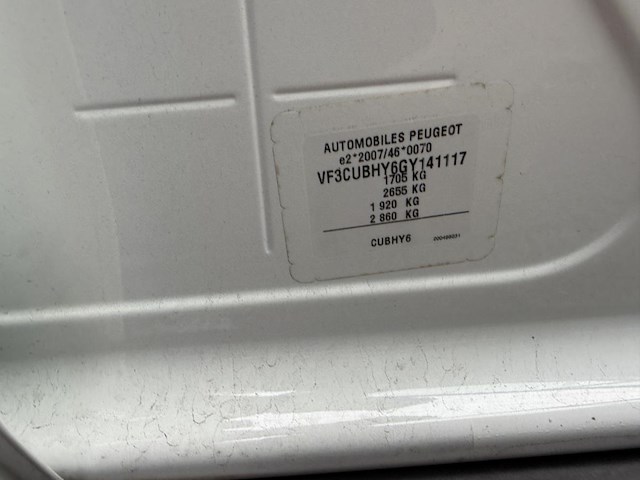 AUTOMOBILES PEUGEOT
e2*2007/46*0070
VF3CUBHY6GY141117
1705 KG
2655 KG
1 920 KG
2 860 KG
CUBHY6